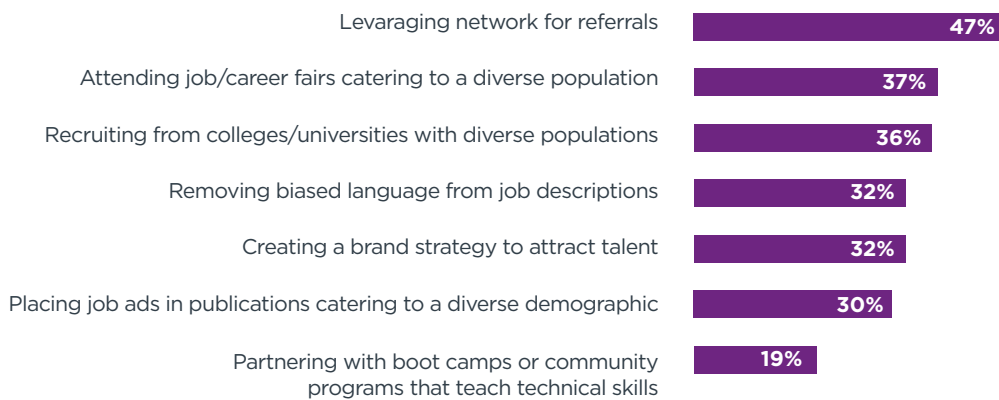 Levaraging network for referrals 47%
Attending job/career fairs catering to a diverse population 37%
Recruiting from colleges/universities with diverse populations 36%
Removing biased language from job descriptions 32%
Creating a brand strategy to attract talent 32%
Placing job ads in publications catering to a diverse demographic 30%
Partnering with boot camps or community 19%
programs that teach technical skills